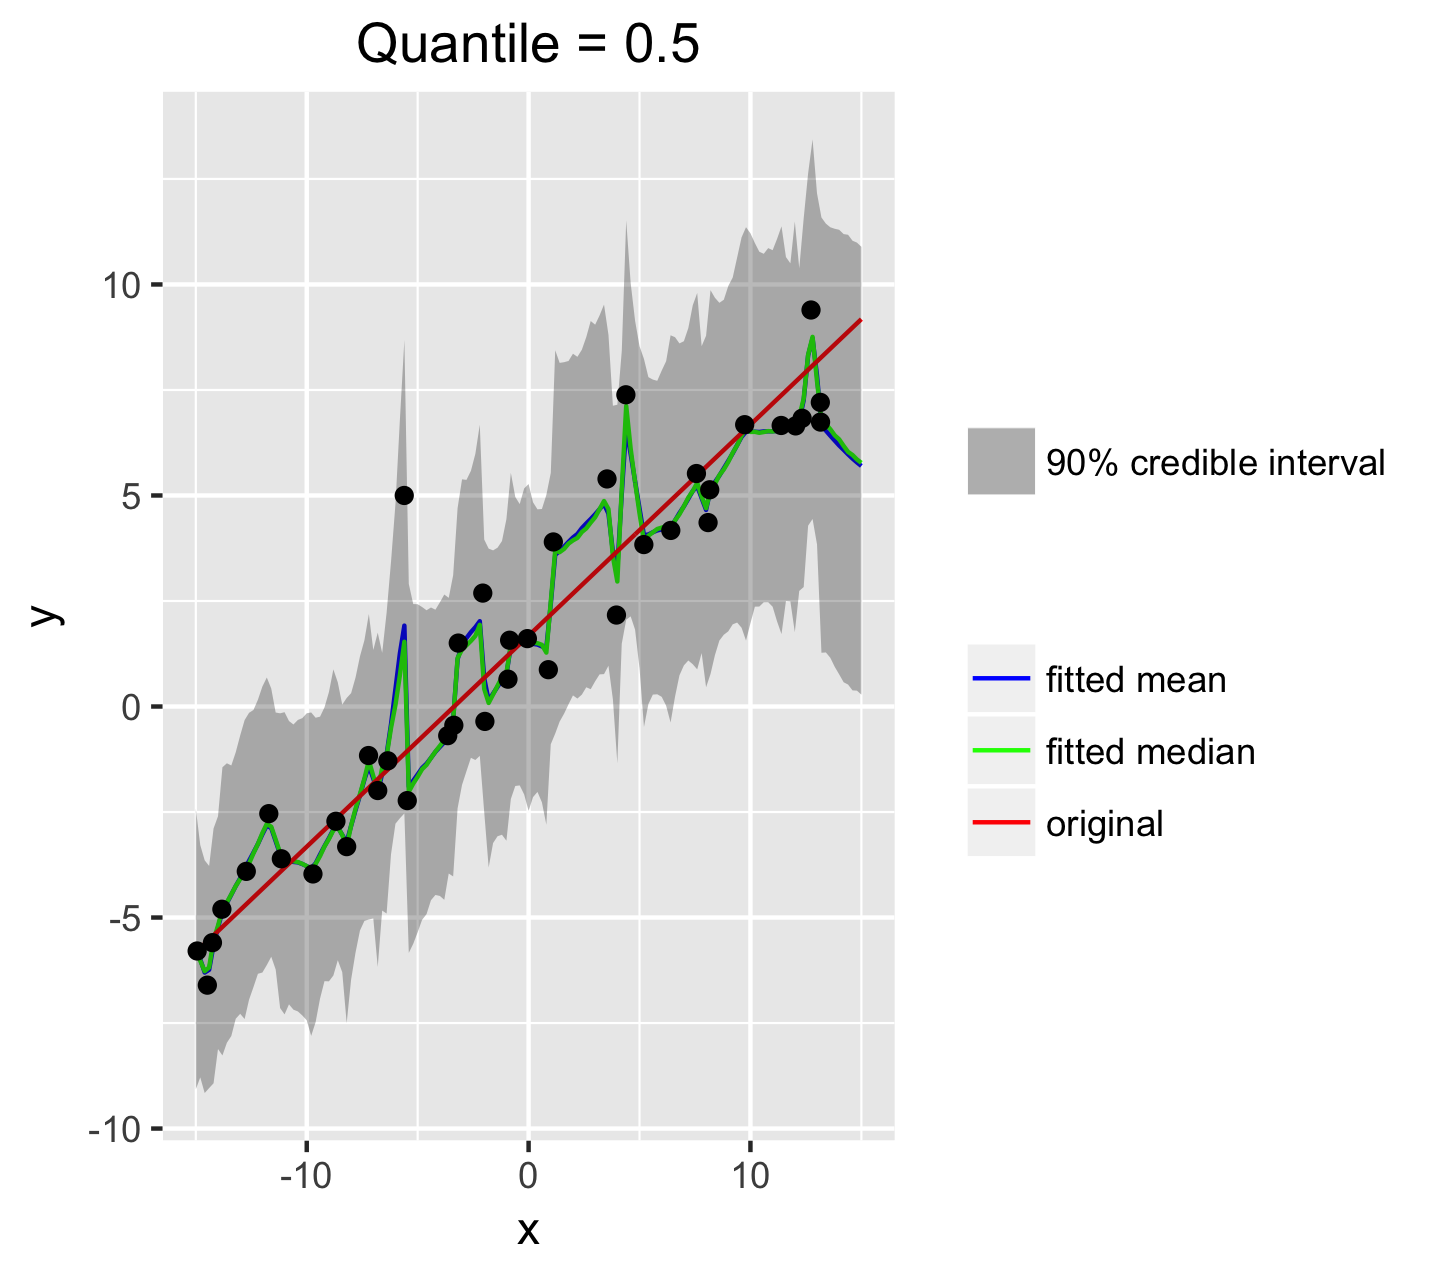 Quantile = 0.5
10
5
0
-5
-10
y
-10
0
10
x
90% credible interval
fitted mean
fitted median
original